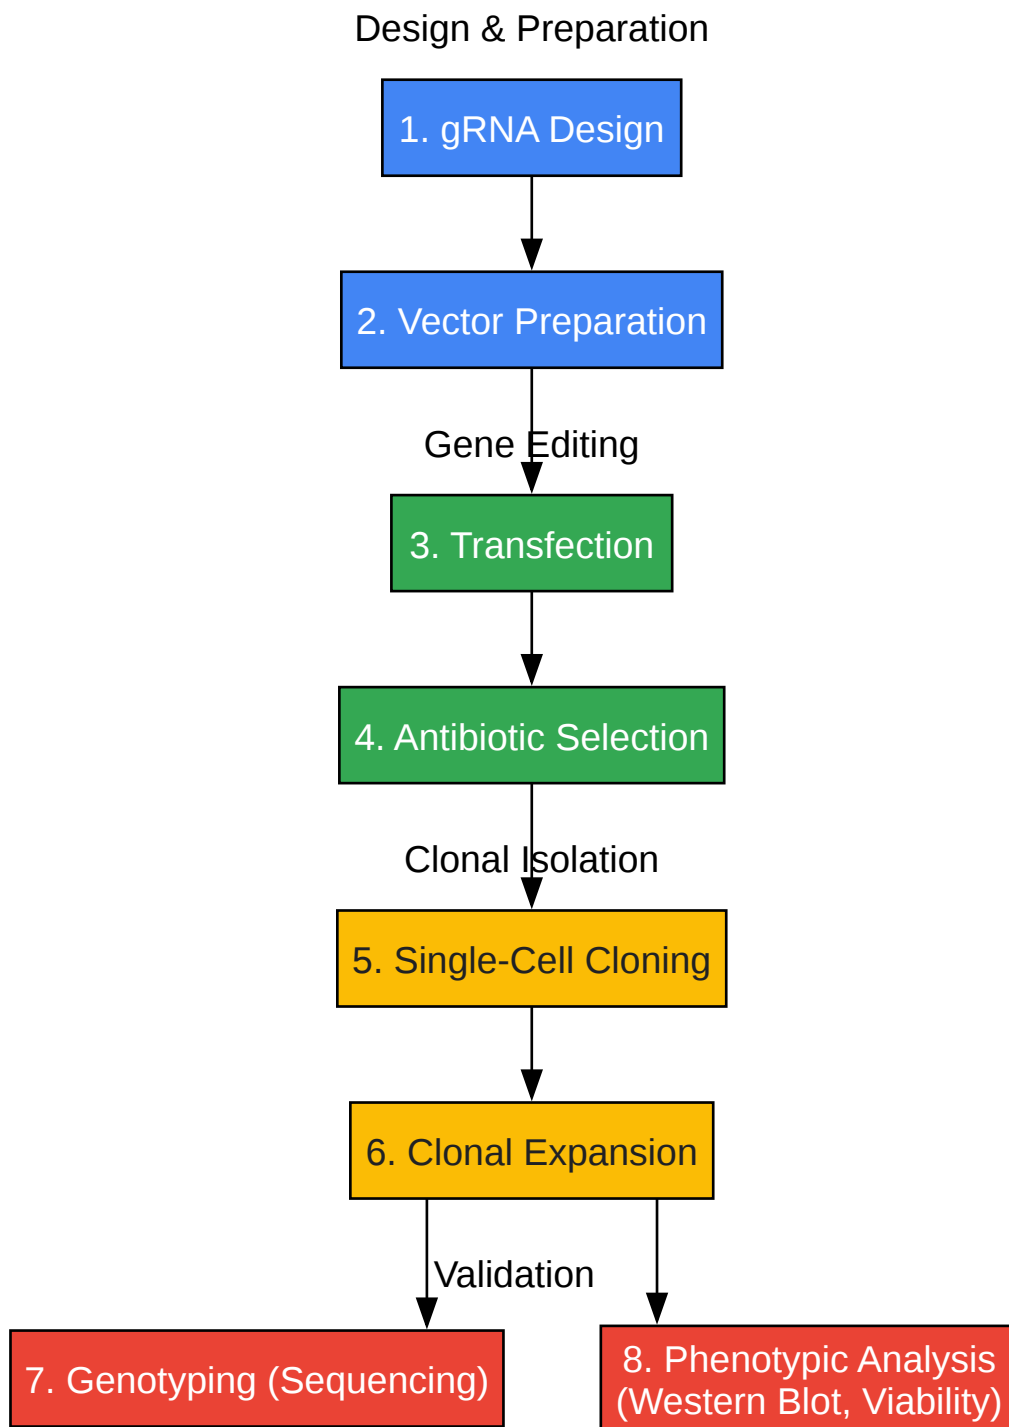 Design & Preparation
1. gRNA Design
2. Vector Preparation
Gene Editing
3. Transfection
4. Antibiotic Selection
Clonal Isolation
5. Single-Cell Cloning
6. Clonal Expansion
Validation
7. Genotyping (Sequencing)
8. Phenotypic Analysis
(Western Blot, Viability)